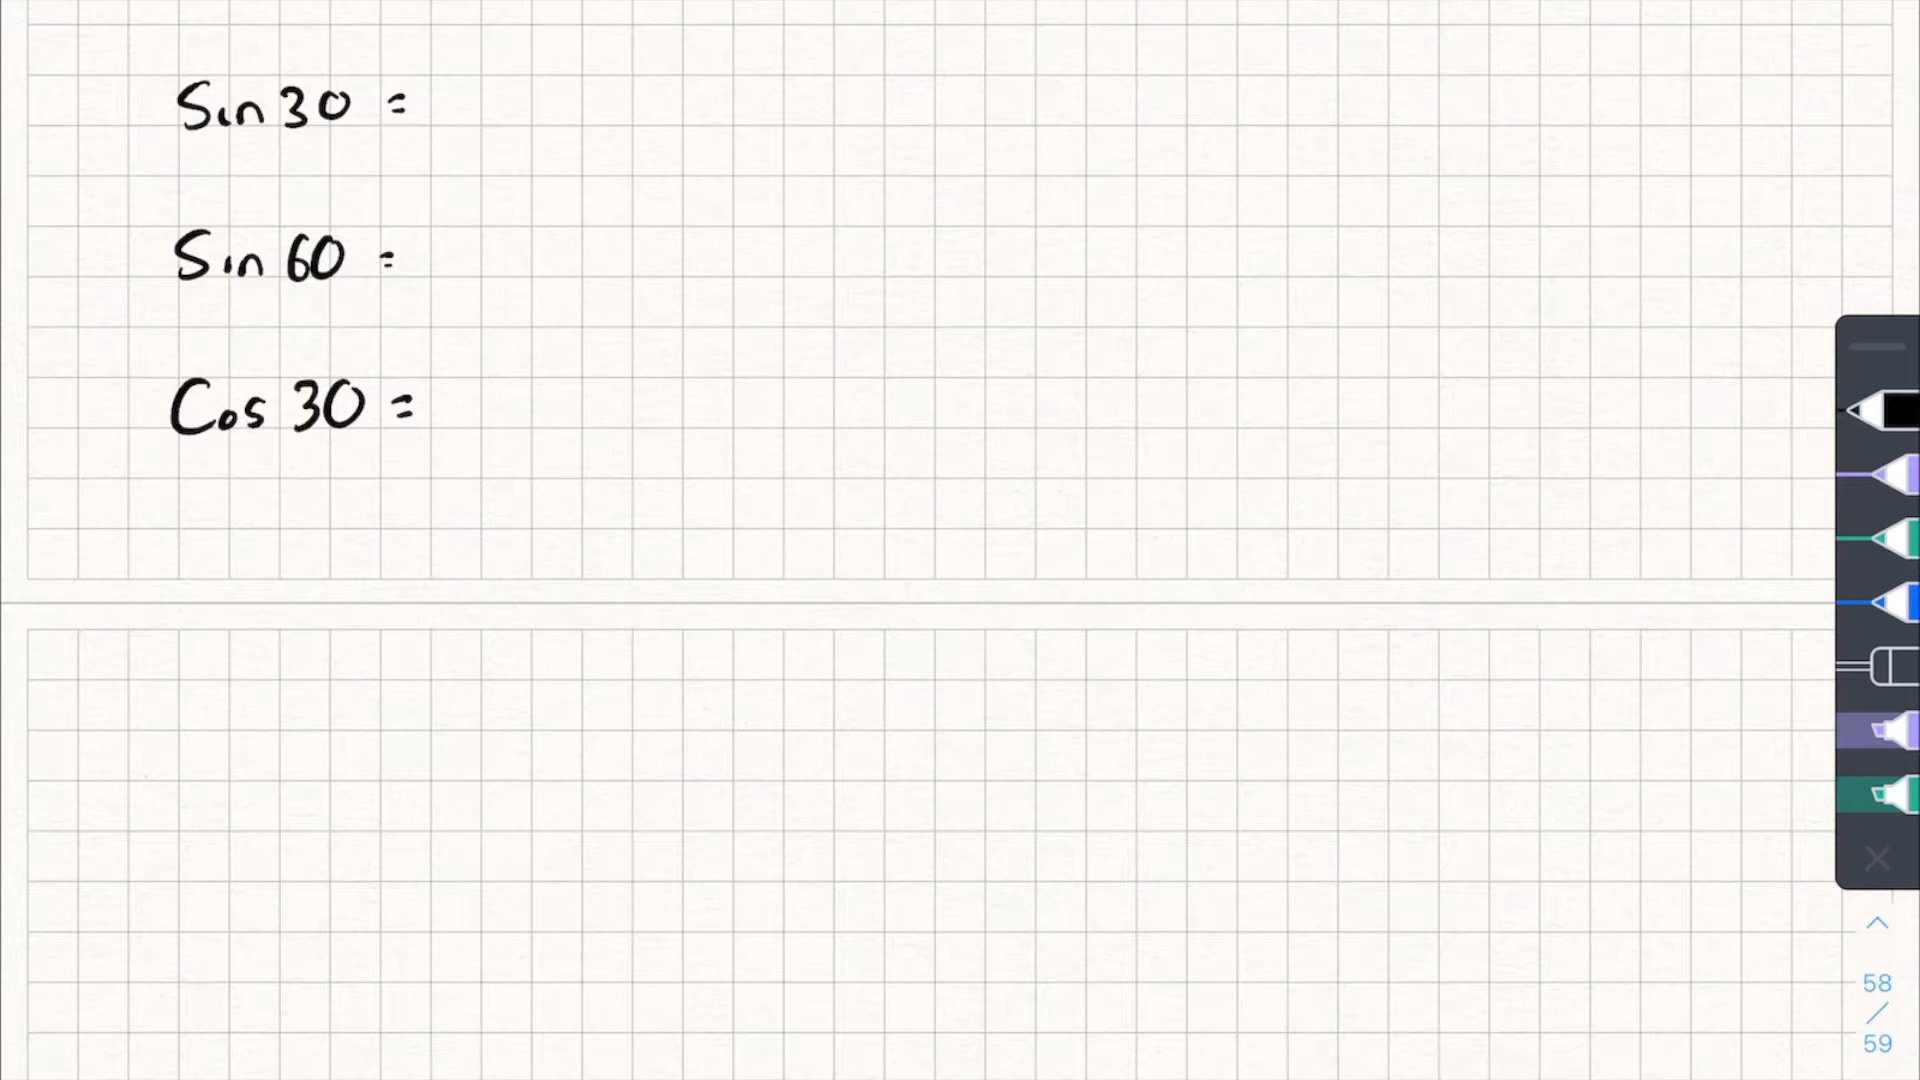 Sin 30 =
Sin 60 =
Cos 30 =
58
/
59